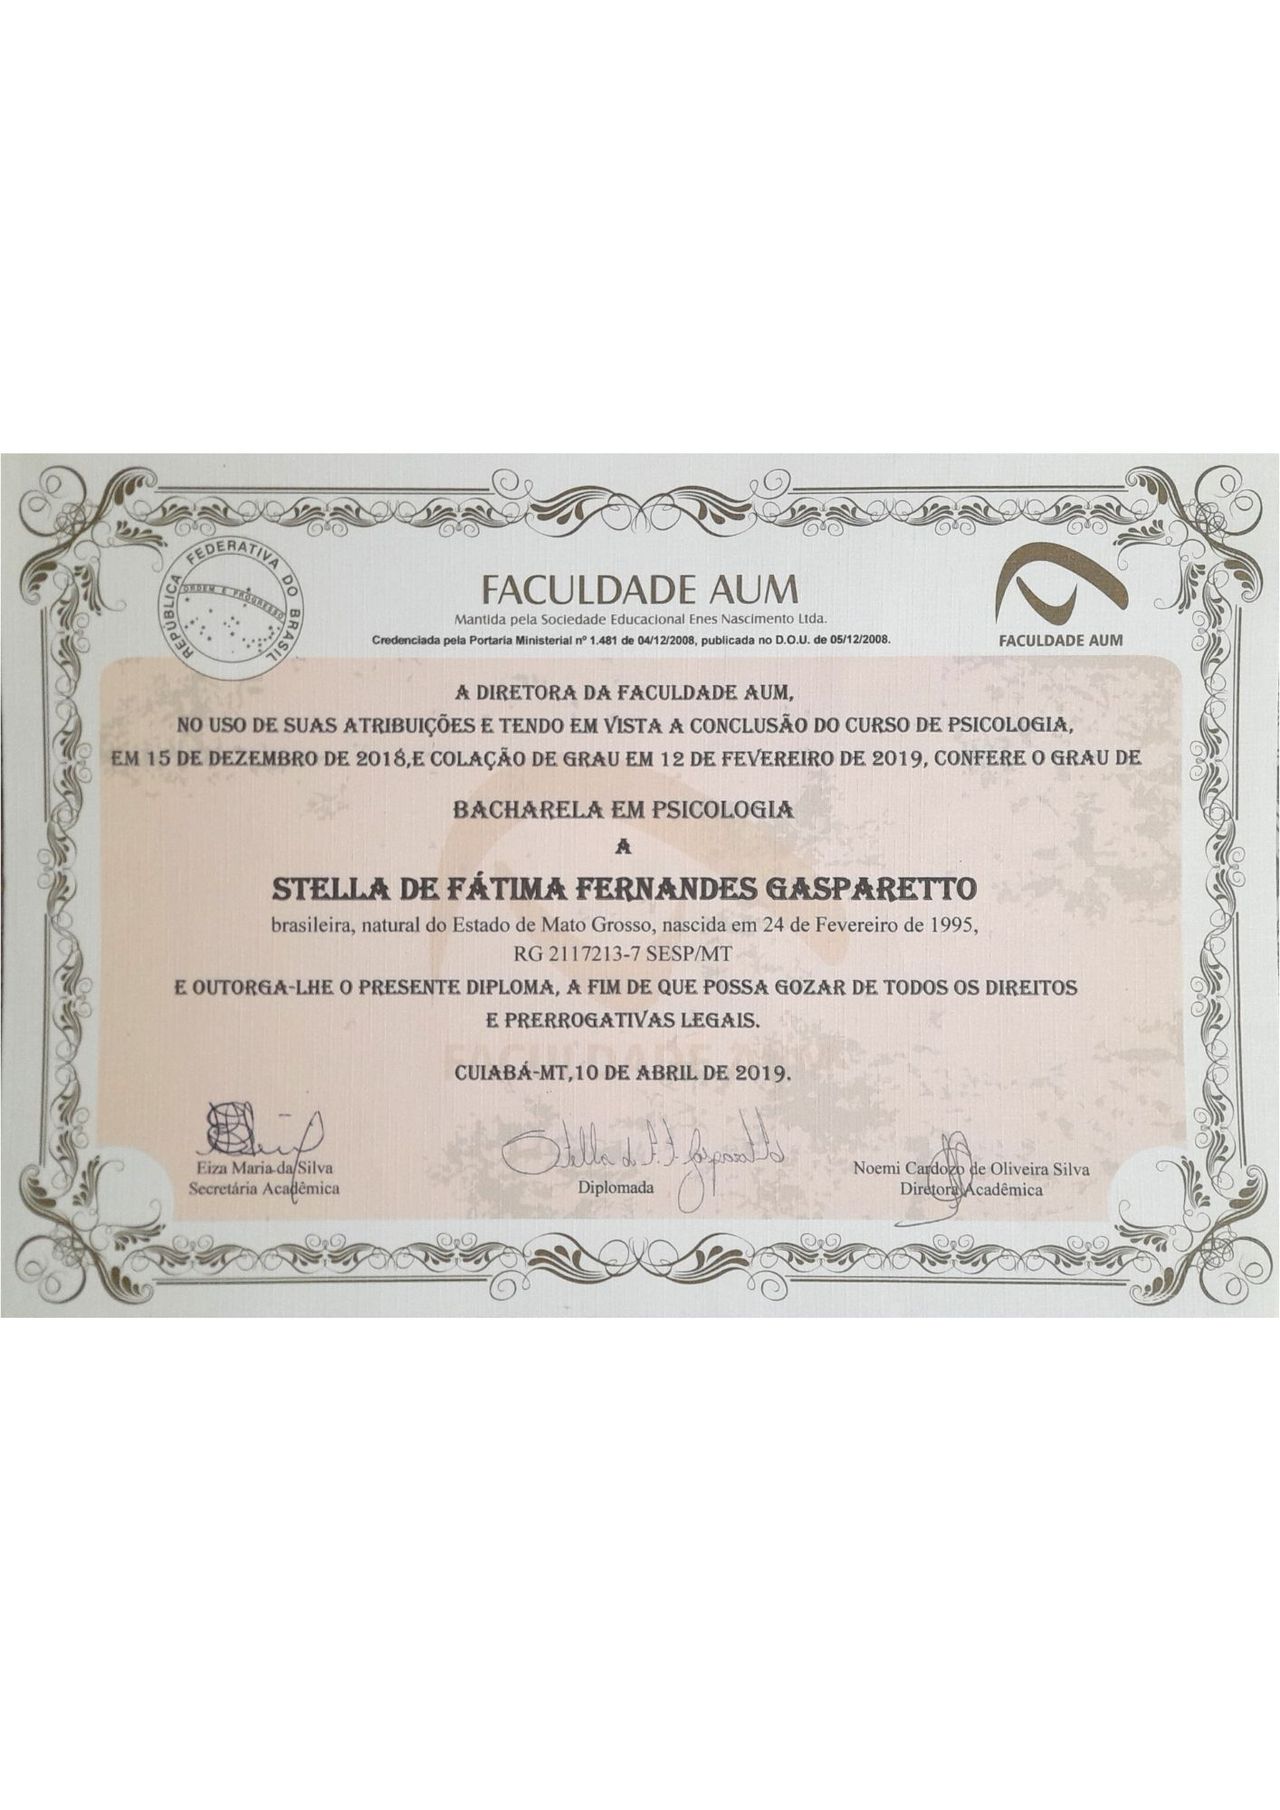 REPÚBLICA FEDERATIVA DO BRASIL
ORDEM E PROGRESSO
FACULDADE AUM
Mantida pela Sociedade Educacional Enes Nascimento Ltda.
Credenciada pela Portaria Ministerial nº 1.481 de 04/12/2008, publicada no D.O.U. de 05/12/2008.
FACULDADE AUM
A DIRETORA DA FACULDADE AUM,
NO USO DE SUAS ATRIBUIÇÕES E TENDO EM VISTA A CONCLUSÃO DO CURSO DE PSICOLOGIA,
EM 15 DE DEZEMBRO DE 2018,E COLAÇÃO DE GRAU EM 12 DE FEVEREIRO DE 2019, CONFERE O GRAU DE
BACHARELA EM PSICOLOGIA
A
STELLA DE FÁTIMA FERNANDES GASPARETTO
brasileira, natural do Estado de Mato Grosso, nascida em 24 de Fevereiro de 1995,
RG 2117213-7 SESP/MT
E OUTORGA-LHE O PRESENTE DIPLOMA, A FIM DE QUE POSSA GOZAR DE TODOS OS DIREITOS
E PRERROGATIVAS LEGAIS.
FACULDADE AUM
CUIABÁ-MT,10 DE ABRIL DE 2019.
Stella de F. F. Gasparetto
Eiza Maria da Silva
Secretária Acadêmica
Diplomada
Noemi Cardozo de Oliveira Silva
Diretora Acadêmica